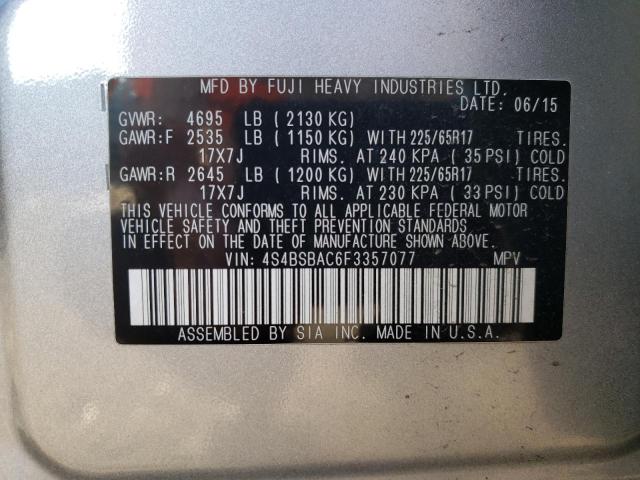 MFD BY FUJI HEAVY INDUSTRIES LTD.
DATE: 06/15
GVWR: 4695 LB (2130 KG)
GAWR:F 2535 LB (1150 KG) WITH 225/65R17 TIRES.
17X7J RIMS. AT 240 KPA (35 PSI) COLD
GAWR:R 2645 LB (1200 KG) WITH 225/65R17 TIRES.
17X7J RIMS. AT 230 KPA (33 PSI) COLD
THIS VEHICLE CONFORMS TO ALL APPLICABLE FEDERAL MOTOR
VEHICLE SAFETY AND THEFT PREVENTION STANDARDS
IN EFFECT ON THE DATE OF MANUFACTURE SHOWN ABOVE.
VIN: 4S4BSBAC6F3357077 MPV
ASSEMBLED BY SIA INC. MADE IN U.S.A.